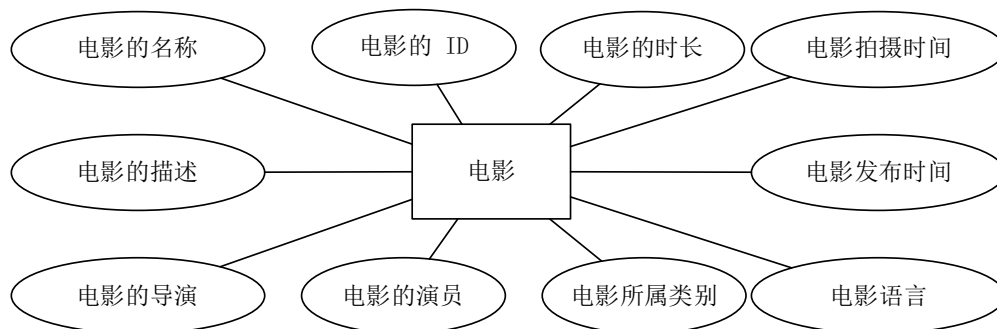 电影的名称
电影的 ID
电影的时长
电影拍摄时间
电影的描述
电影
电影发布时间
电影的导演
电影的演员
电影所属类别
电影语言